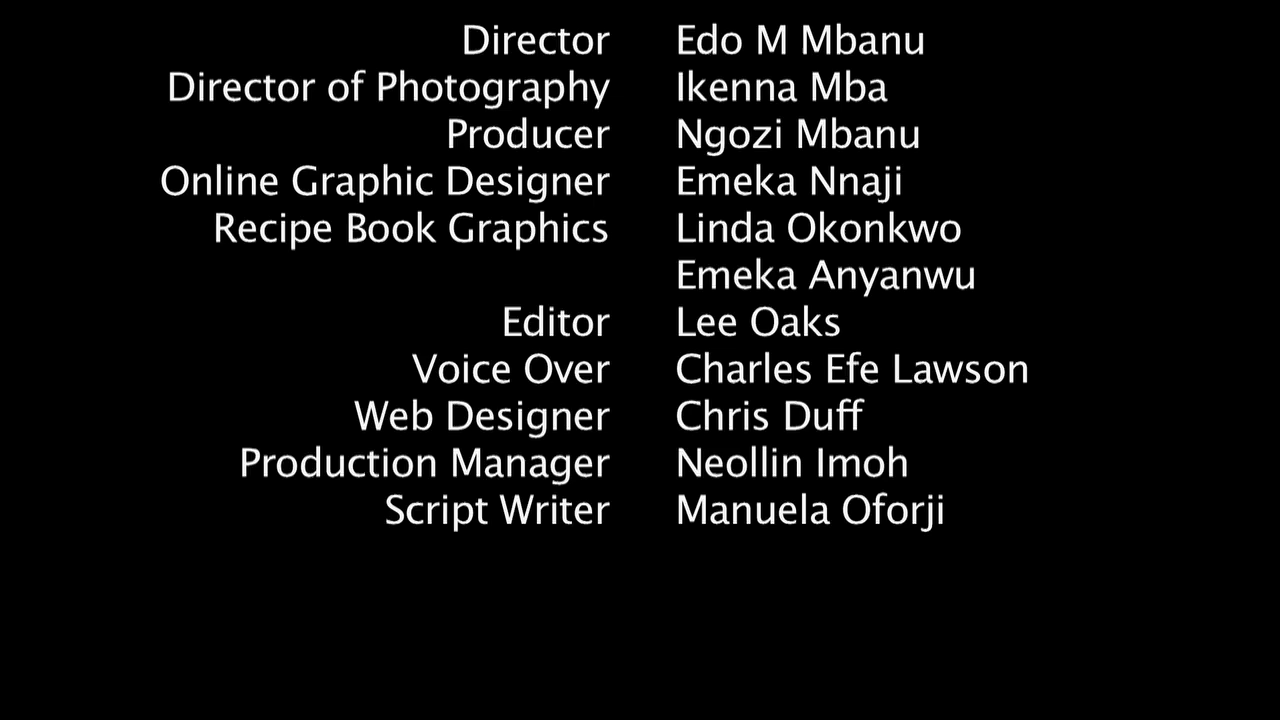 Director Edo M Mbanu
Director of Photography Ikenna Mba
Producer Ngozi Mbanu
Online Graphic Designer Emeka Nnaji
Recipe Book Graphics Linda Okonkwo
Emeka Anyanwu
Editor Lee Oaks
Voice Over Charles Efe Lawson
Web Designer Chris Duff
Production Manager Neollin Imoh
Script Writer Manuela Oforji